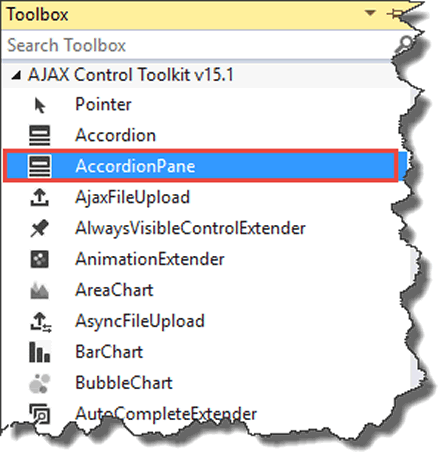 Toolbox
Search Toolbox
AJAX Control Toolkit v15.1
Pointer
Accordion
AccordionPane
AjaxFileUpload
AlwaysVisibleControlExtender
AnimationExtender
AreaChart
AsyncFileUpload
BarChart
BubbleChart
AutoCompleteExtender